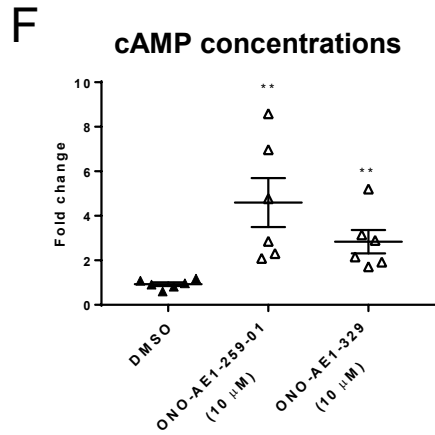 F
cAMP concentrations
Fold change
10
8
6
4
2
0
**
**
DMSO
ONO-AE1-259-01
(10 μM)
ONO-AE1-329
(10 μM)